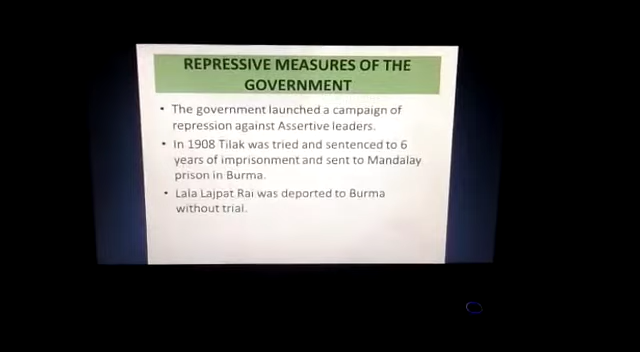 REPRESSIVE MEASURES OF THE
GOVERNMENT
• The government launched a campaign of
repression against Assertive leaders.
• In 1908 Tilak was tried and sentenced to 6
years of imprisonment and sent to Mandalay
prison in Burma.
• Lala Lajpat Rai was deported to Burma
without trial.